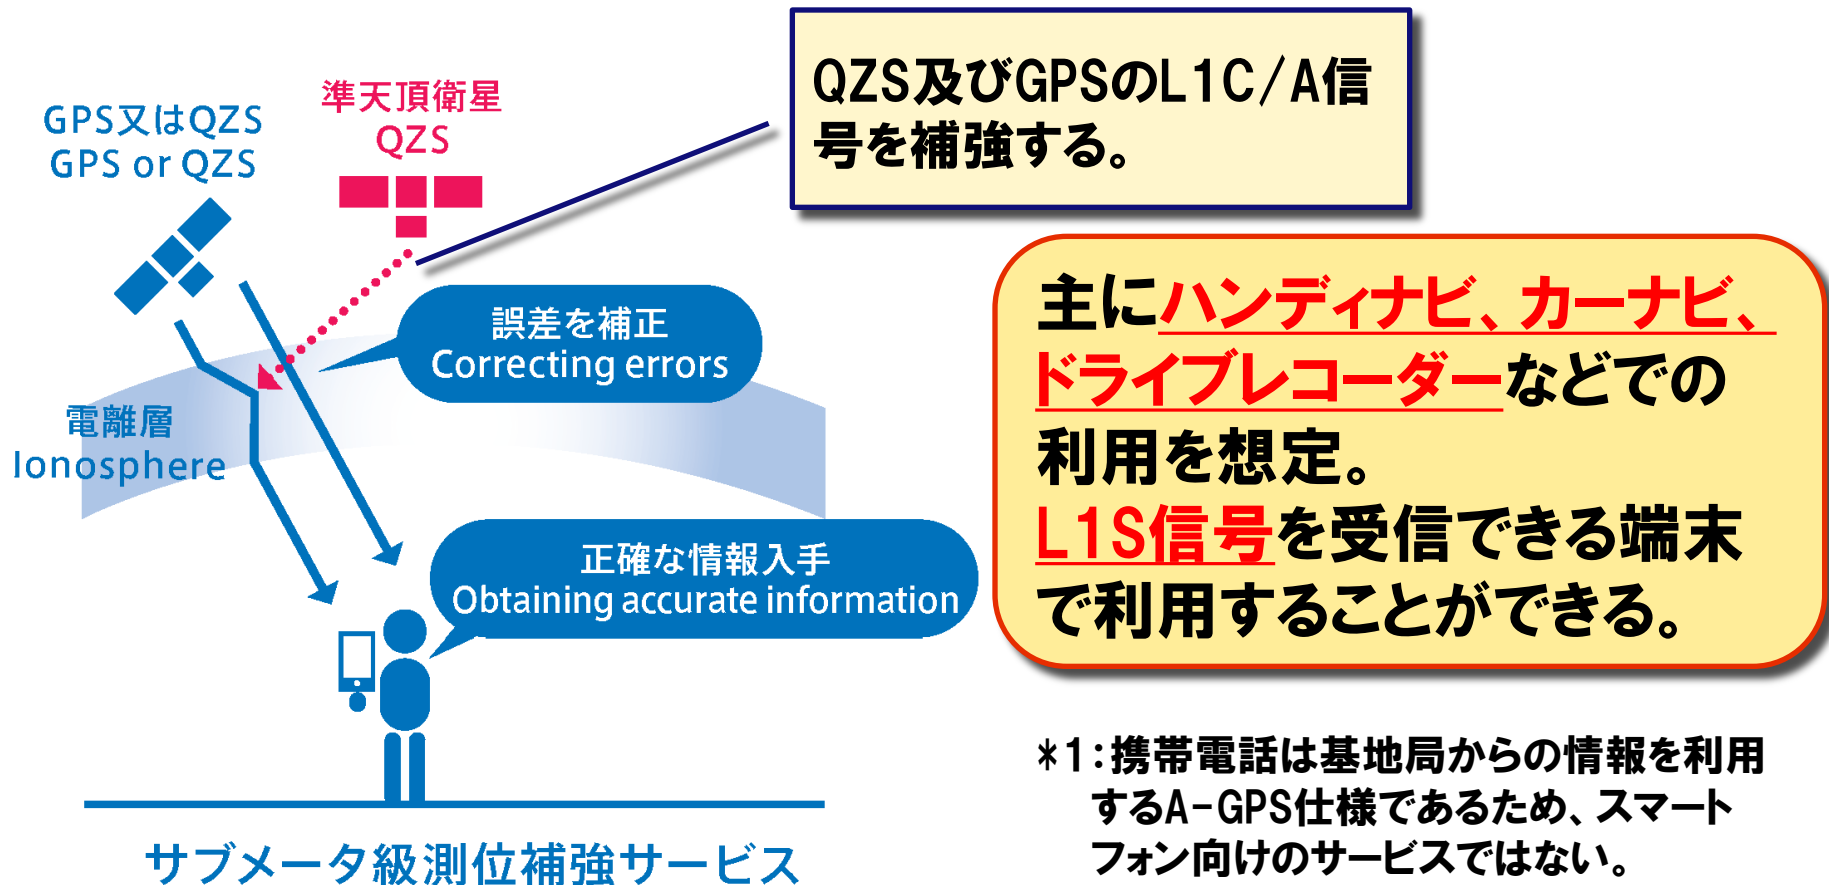 GPS又はQZS
GPS or QZS
準天頂衛星
QZS
QZS及びGPSのL1C/A信
号を補強する。
誤差を補正
Correcting errors
電離層
Ionosphere
正確な情報入手
Obtaining accurate information
サブメータ級測位補強サービス
主にハンディナビ、カーナビ、
ドライブレコーダーなどでの
利用を想定。
L1S信号を受信できる端末
で利用することができる。
*1:携帯電話は基地局からの情報を利用
するA-GPS仕様であるため、スマート
フォン向けのサービスではない。